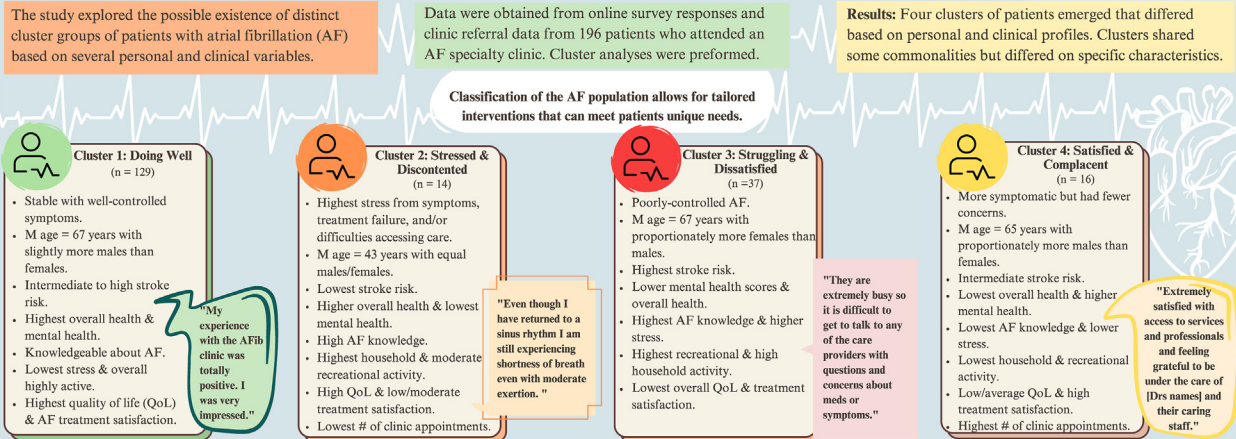 The study explored the possible existence of distinct
cluster groups of patients with atrial fibrillation (AF)
based on several personal and clinical variables.
Data were obtained from online survey responses and
clinic referral data from 196 patients who attended an
AF specialty clinic. Cluster analyses were preformed.
Results: Four clusters of patients emerged that differed
based on personal and clinical profiles. Clusters shared
some commonalities but differed on specific characteristics.
Classification of the AF population allows for tailored
interventions that can meet patients unique needs.
Cluster 1: Doing Well
(n = 129)
• Stable with well-controlled
symptoms.
• M age = 67 years with
slightly more males than
females.
• Intermediate to high stroke
risk.
• Highest overall health &
mental health.
• Knowledgeable about AF.
• Lowest stress & overall
highly active.
• Highest quality of life (QoL)
& AF treatment satisfaction.
"My
experience
with the AFib
clinic was
totally
positive. I
was very
impressed."
Cluster 2: Stressed &
Discontented
(n = 14)
• Highest stress from symptoms,
treatment failure, and/or
difficulties accessing care.
• M age = 43 years with equal
males/females.
• Lowest stroke risk.
• Higher overall health & lowest
mental health.
• High AF knowledge.
• Highest household & moderate
recreational activity.
• High QoL & low/moderate
treatment satisfaction.
• Lowest # of clinic appointments.
"Even though I
have returned to a
sinus rhythm I am
still experiencing
shortness of breath
even with moderate
exertion. "
Cluster 3: Struggling &
Dissatisfied
(n =37)
• Poorly-controlled AF.
• M age = 67 years with
proportionately more females than
males.
• Highest stroke risk.
• Lower mental health scores &
overall health.
• Highest AF knowledge & higher
stress.
• Highest recreational & high
household activity.
• Lowest overall QoL & treatment
satisfaction.
"They are
extremely busy so
it is difficult to
get to talk to any
of the care
providers with
questions and
concerns about
meds or
symptoms."
Cluster 4: Satisfied &
Complacent
(n = 16)
• More symptomatic but had fewer
concerns.
• M age = 65 years with
proportionately more males than
females.
• Intermediate stroke risk.
• Lowest overall health & higher
mental health.
• Lowest AF knowledge & lower
stress.
• Lowest household & recreational
activity.
• Low/average QoL & high
treatment satisfaction.
• Highest # of clinic appointments.
"Extremely
satisfied with
access to services
and professionals
and feeling
grateful to be
under the care of
[Drs names] and
their caring
staff."